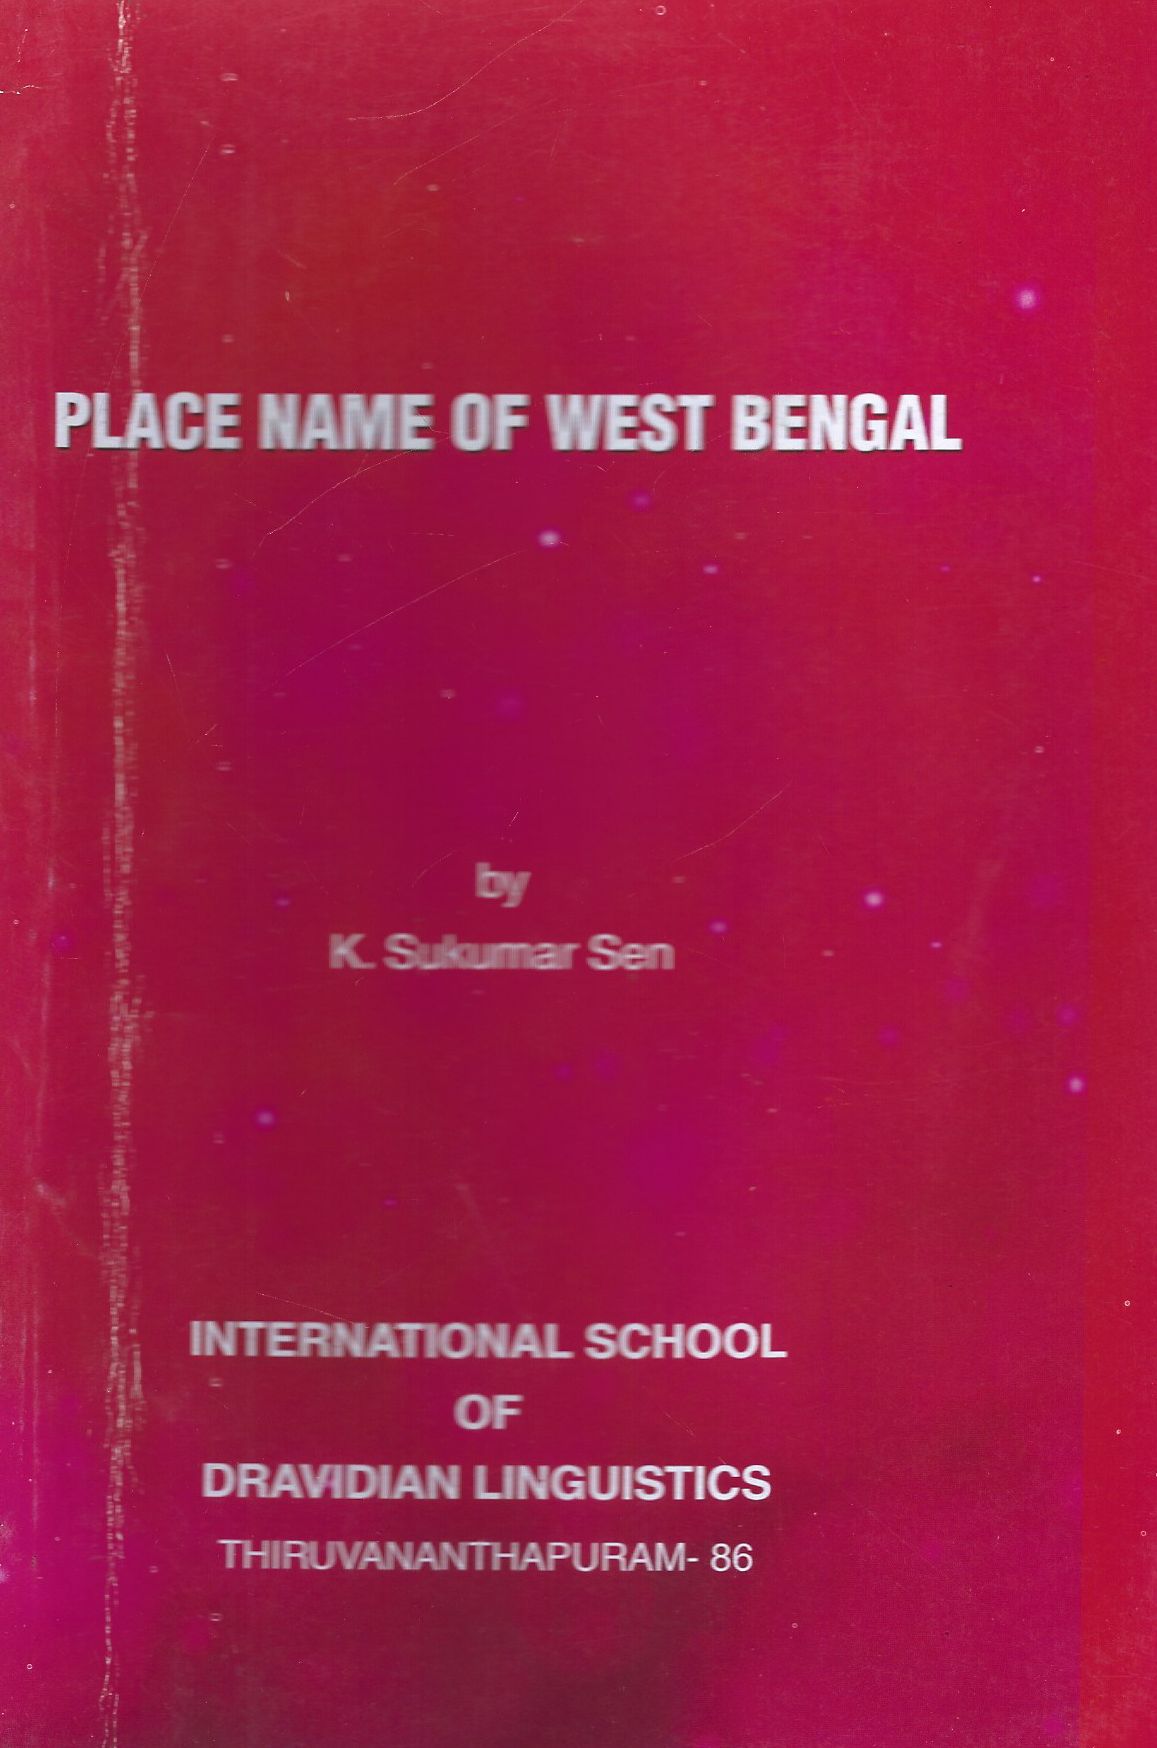 PLACE NAME OF WEST BENGAL
by
K. Sukumar Sen
INTERNATIONAL SCHOOL
OF
DRAVIDIAN LINGUISTICS
THIRUVANANTHAPURAM- 86